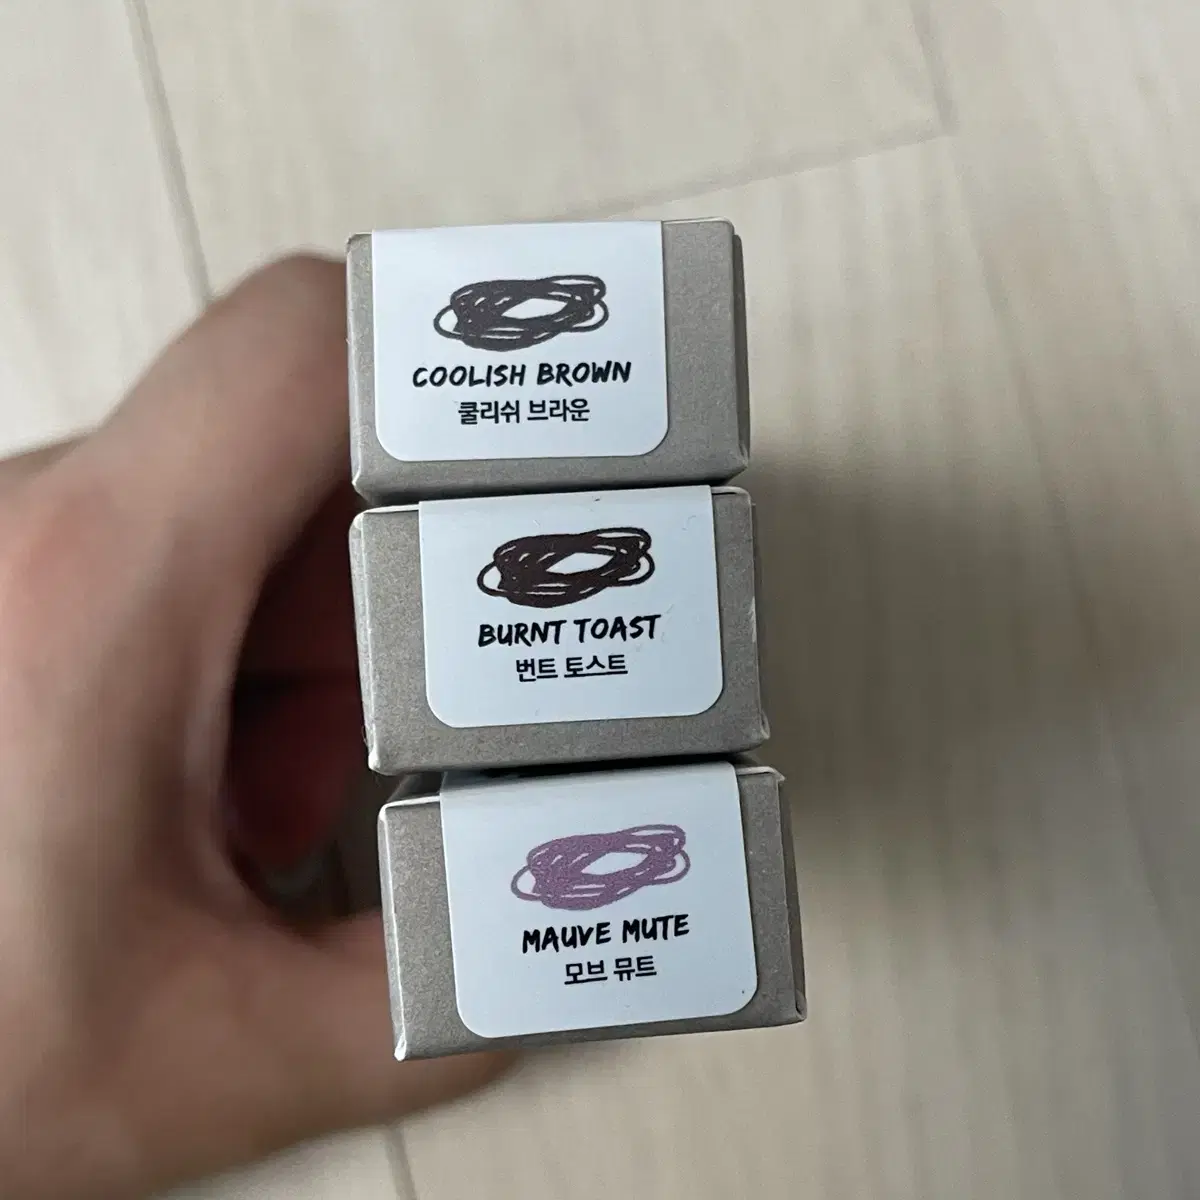 COOLISH BROWN
쿨리쉬 브라운
BURNT TOAST
번트 토스트
MAUVE MUTE
모브 뮤트